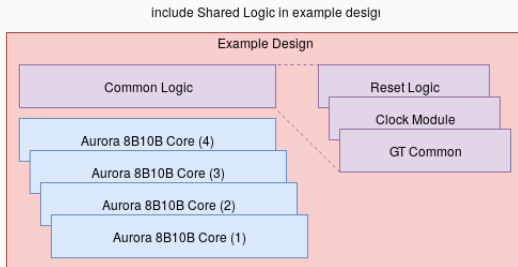 include Shared Logic in example design
Example Design
Common Logic
Reset Logic
Clock Module
GT Common
Aurora 8B10B Core (4)
Aurora 8B10B Core (3)
Aurora 8B10B Core (2)
Aurora 8B10B Core (1)